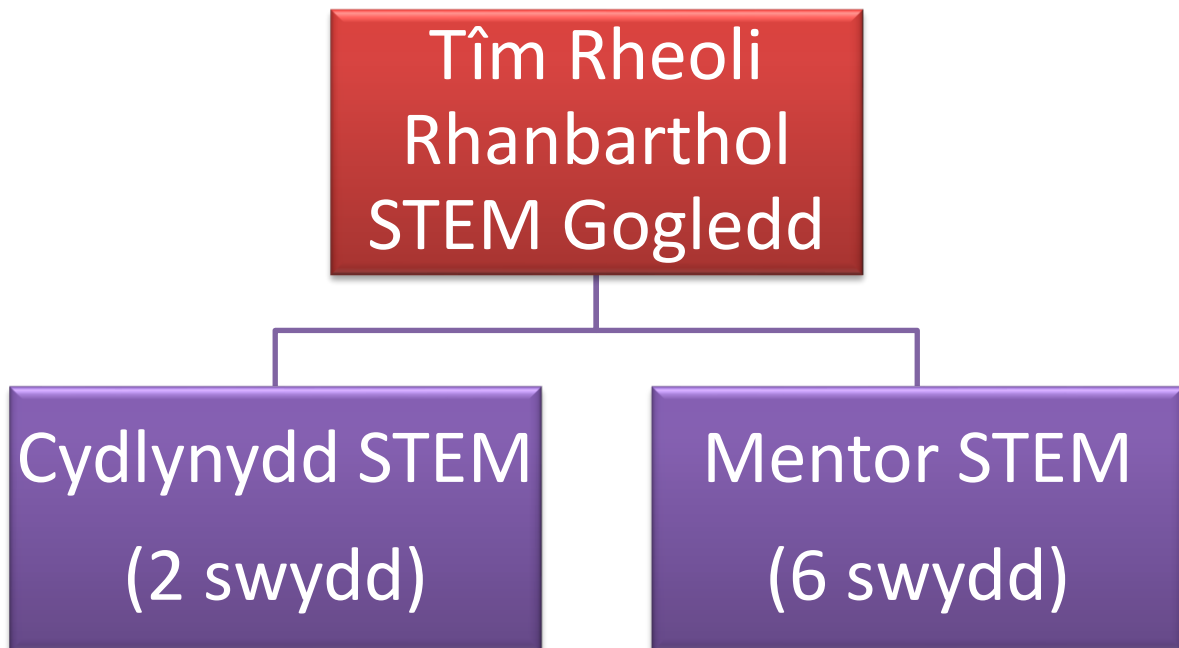 Tîm Rheoli
Rhanbarthol
STEM Gogledd
Cydlynydd STEM
(2 swydd)
Mentor STEM
(6 swydd)